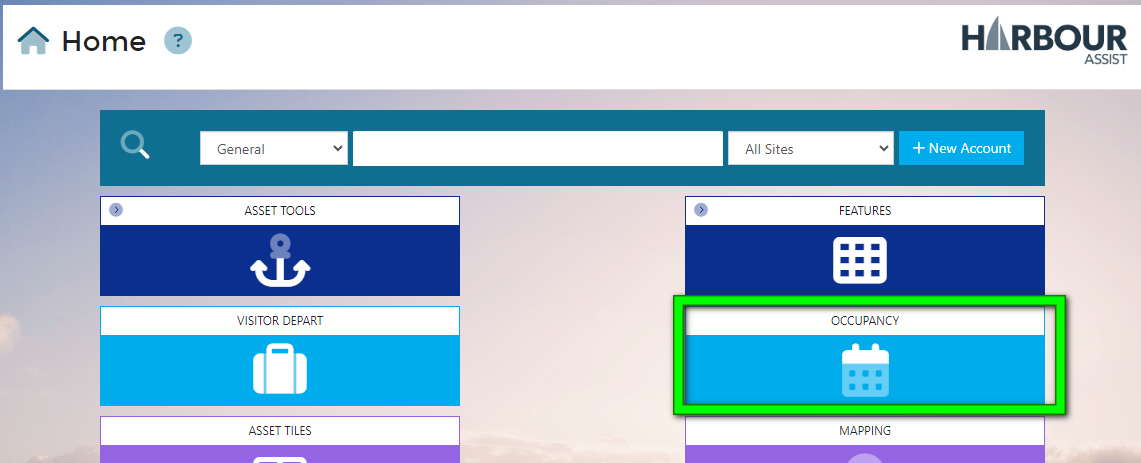 Home ?
HARBOUR
ASSIST
General
All Sites
+ New Account
ASSET TOOLS
FEATURES
VISITOR DEPART
OCCUPANCY
ASSET TILES
MAPPING